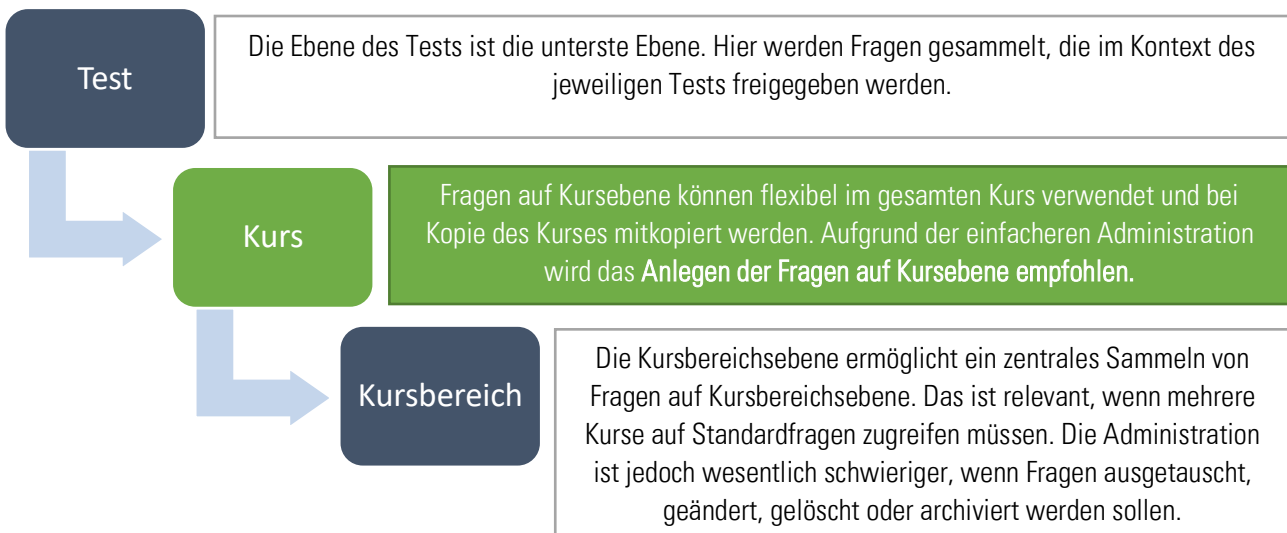 Test
Die Ebene des Tests ist die unterste Ebene. Hier werden Fragen gesammelt, die im Kontext des
jeweiligen Tests freigegeben werden.
Kurs
Fragen auf Kursebene können flexibel im gesamten Kurs verwendet und bei
Kopie des Kurses mitkopiert werden. Aufgrund der einfacheren Administration
wird das Anlegen der Fragen auf Kursebene empfohlen.
Kursbereich
Die Kursbereichsebene ermöglicht ein zentrales Sammeln von
Fragen auf Kursbereichsebene. Das ist relevant, wenn mehrere
Kurse auf Standardfragen zugreifen müssen. Die Administration
ist jedoch wesentlich schwieriger, wenn Fragen ausgetauscht,
geändert, gelöscht oder archiviert werden sollen.